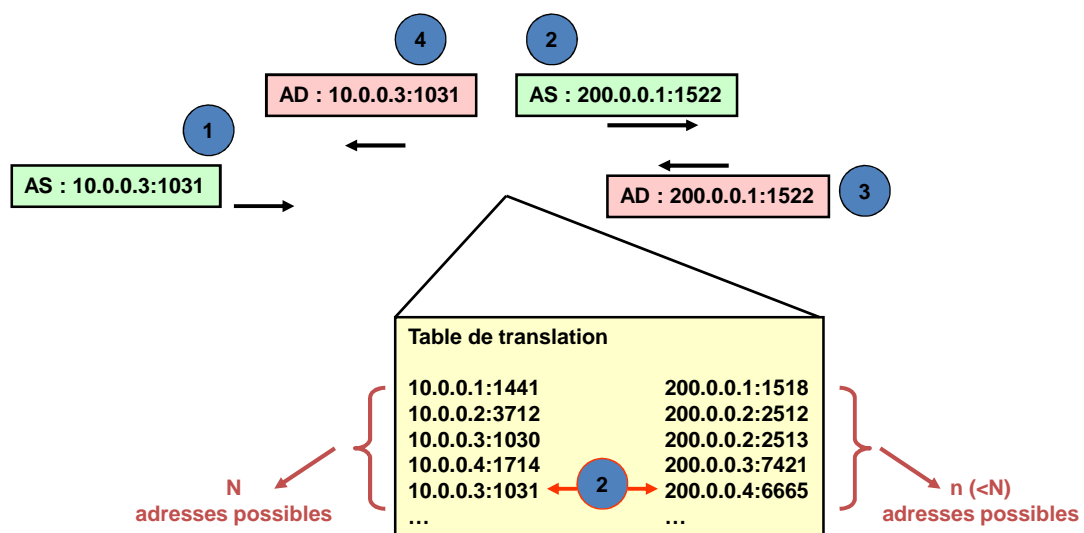 4
2
AD : 10.0.0.3:1031
AS : 200.0.0.1:1522
1
AS : 10.0.0.3:1031
AD : 200.0.0.1:1522
3
Table de translation
10.0.0.1:1441 200.0.0.1:1518
10.0.0.2:3712 200.0.0.2:2512
10.0.0.3:1030 200.0.0.2:2513
10.0.0.4:1714 200.0.0.3:7421
10.0.0.3:1031 2 200.0.0.4:6665
... ...
N
adresses possibles
n (<N)
adresses possibles